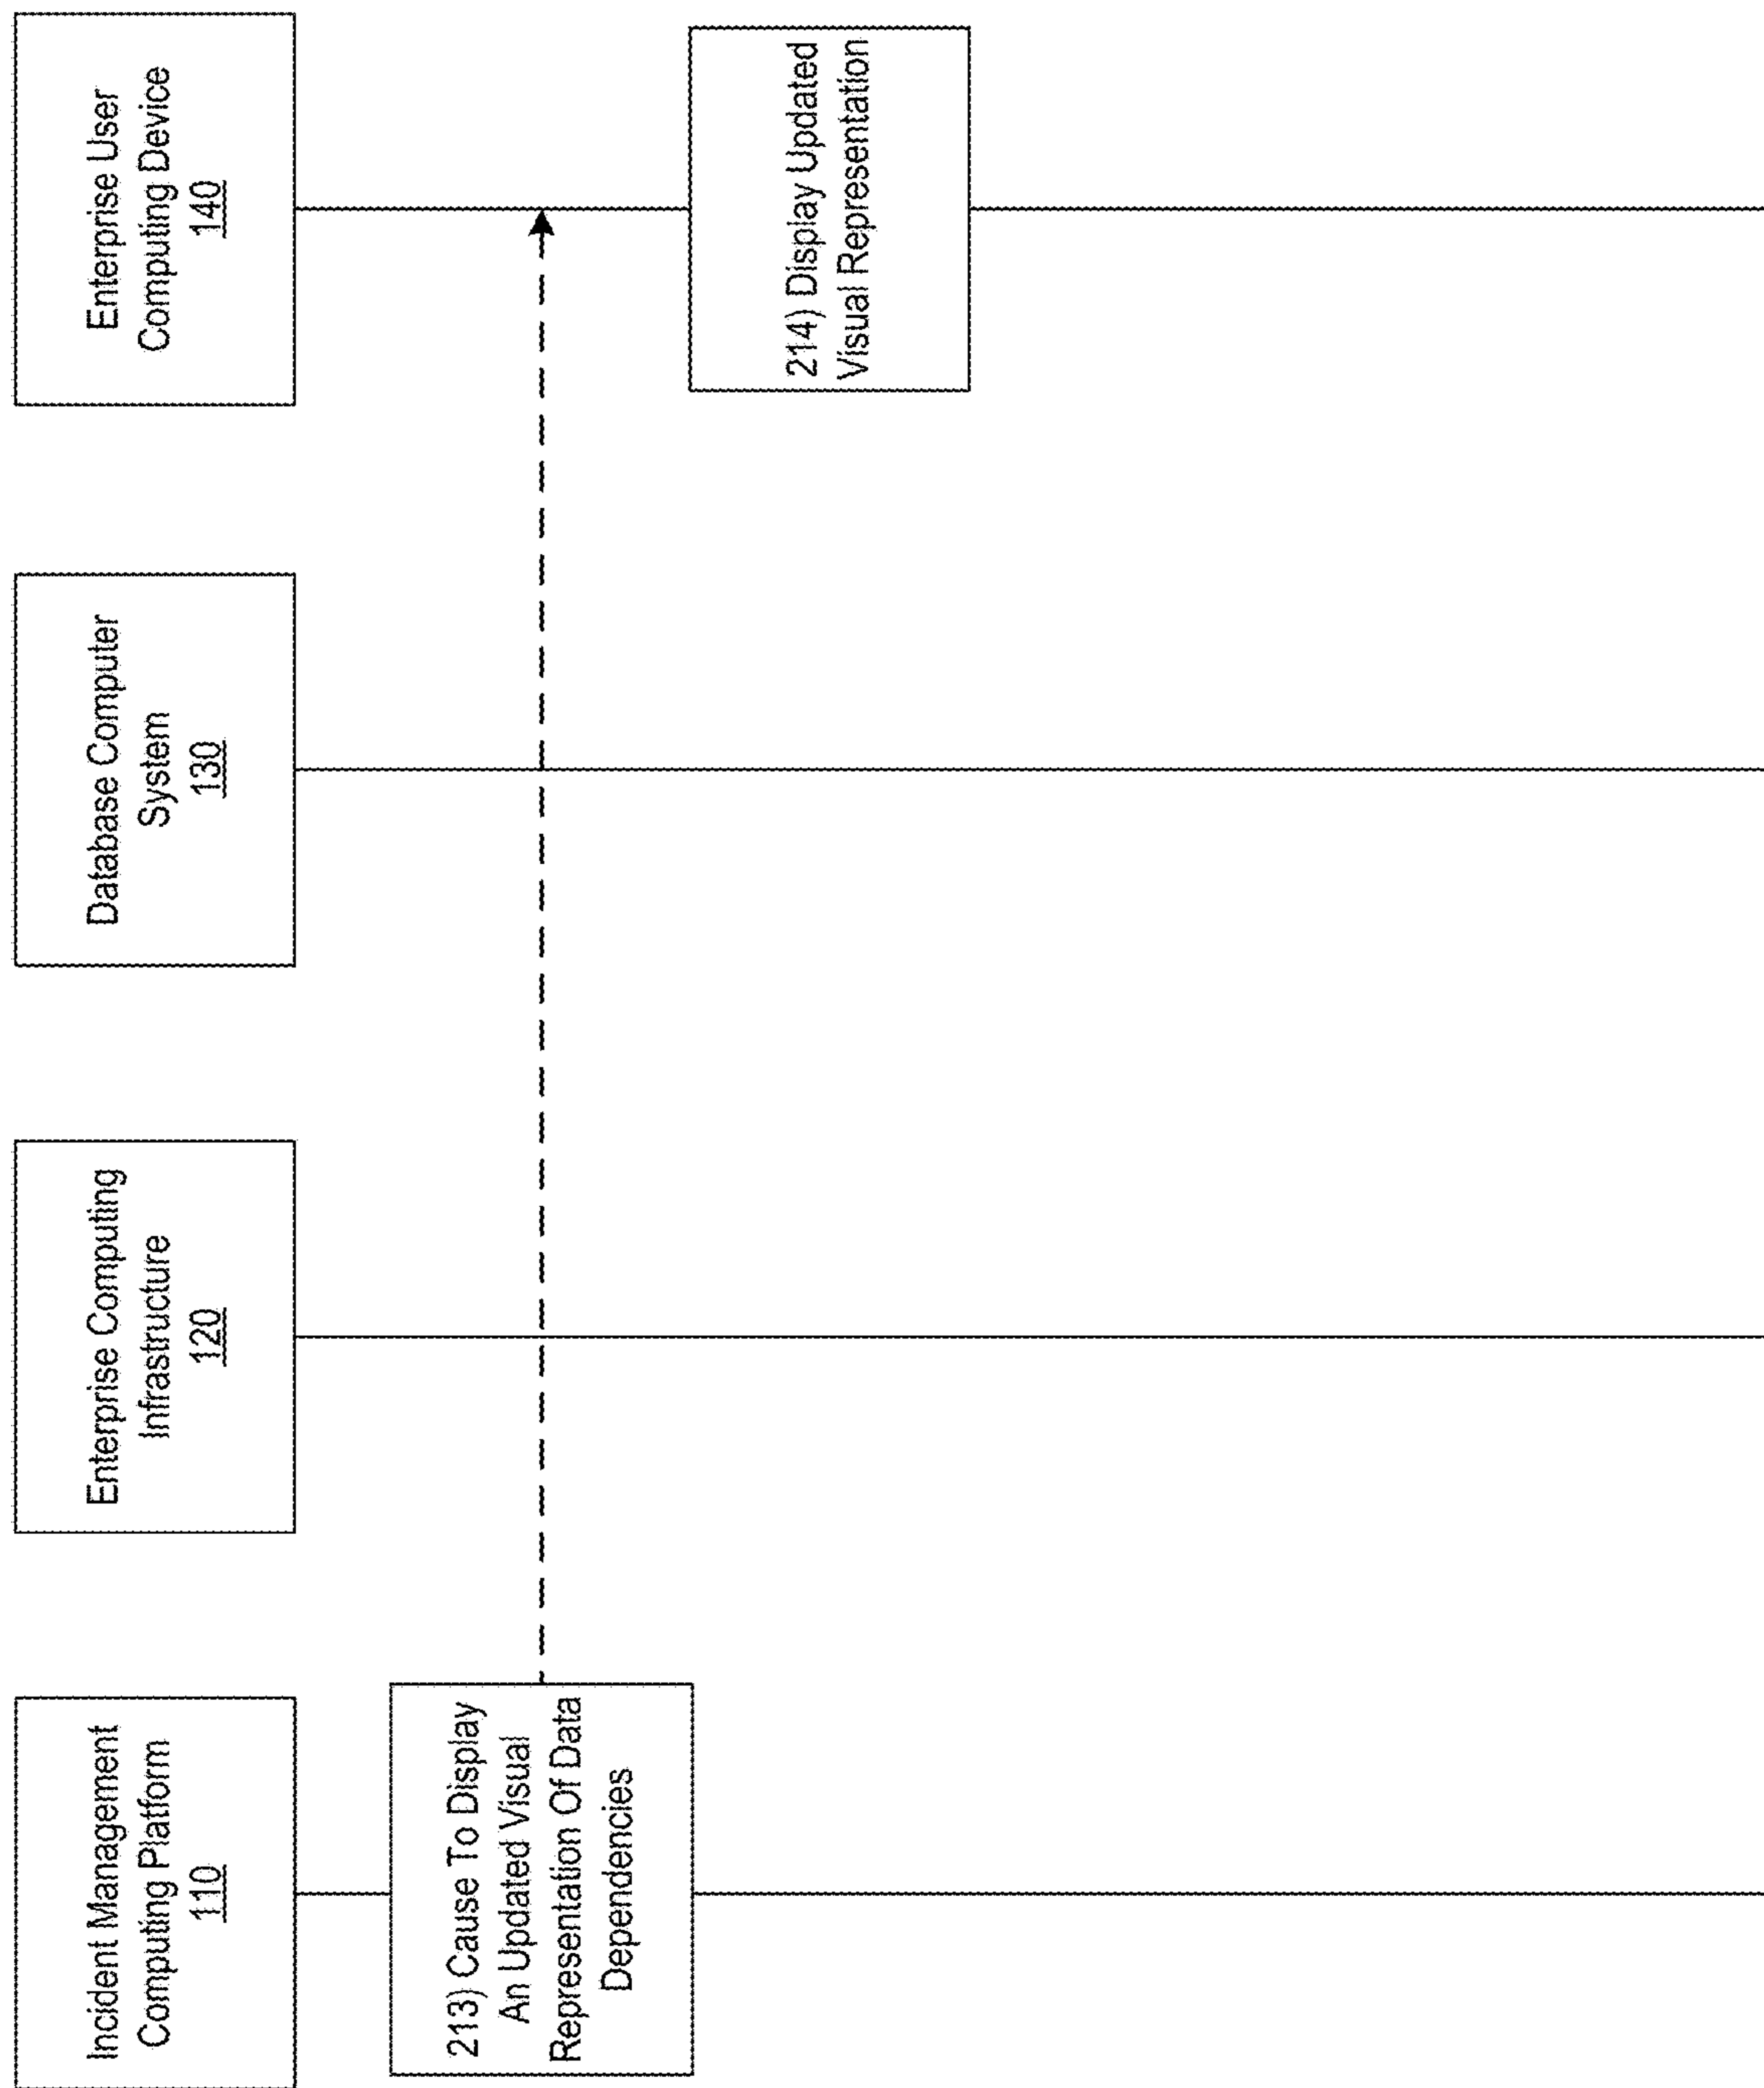 Incident Management
Computing Platform
110
Enterprise Computing
Infrastructure
120
Database Computer
System
130
Enterprise User
Computing Device
140
213) Cause To Display
An Updated Visual
Representation Of Data
Dependencies
214) Display Updated
Visual Representation